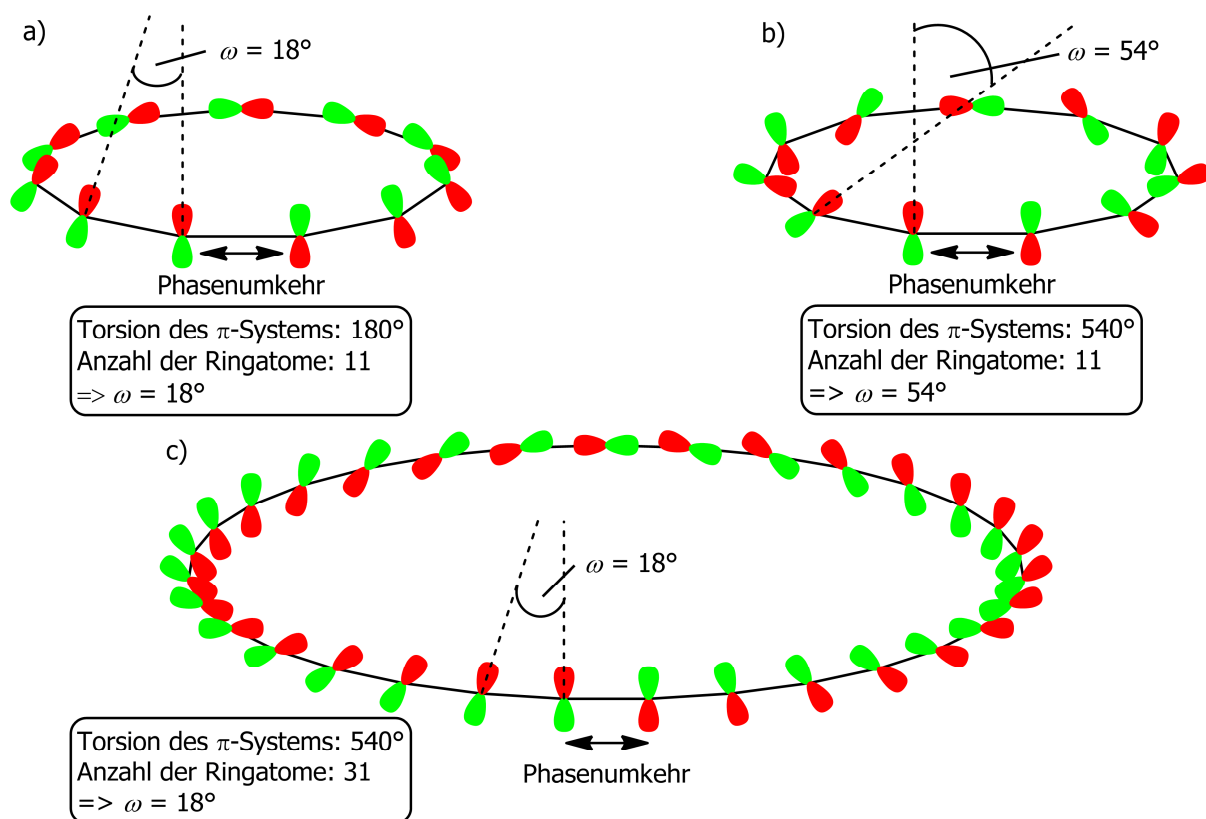 a)
ω = 18°
Phasenumkehr
Torsion des π-Systems: 180°
Anzahl der Ringatome: 11
=> ω = 18°
b)
ω = 54°
Phasenumkehr
Torsion des π-Systems: 540°
Anzahl der Ringatome: 11
=> ω = 54°
c)
ω = 18°
Phasenumkehr
Torsion des π-Systems: 540°
Anzahl der Ringatome: 31
=> ω = 18°